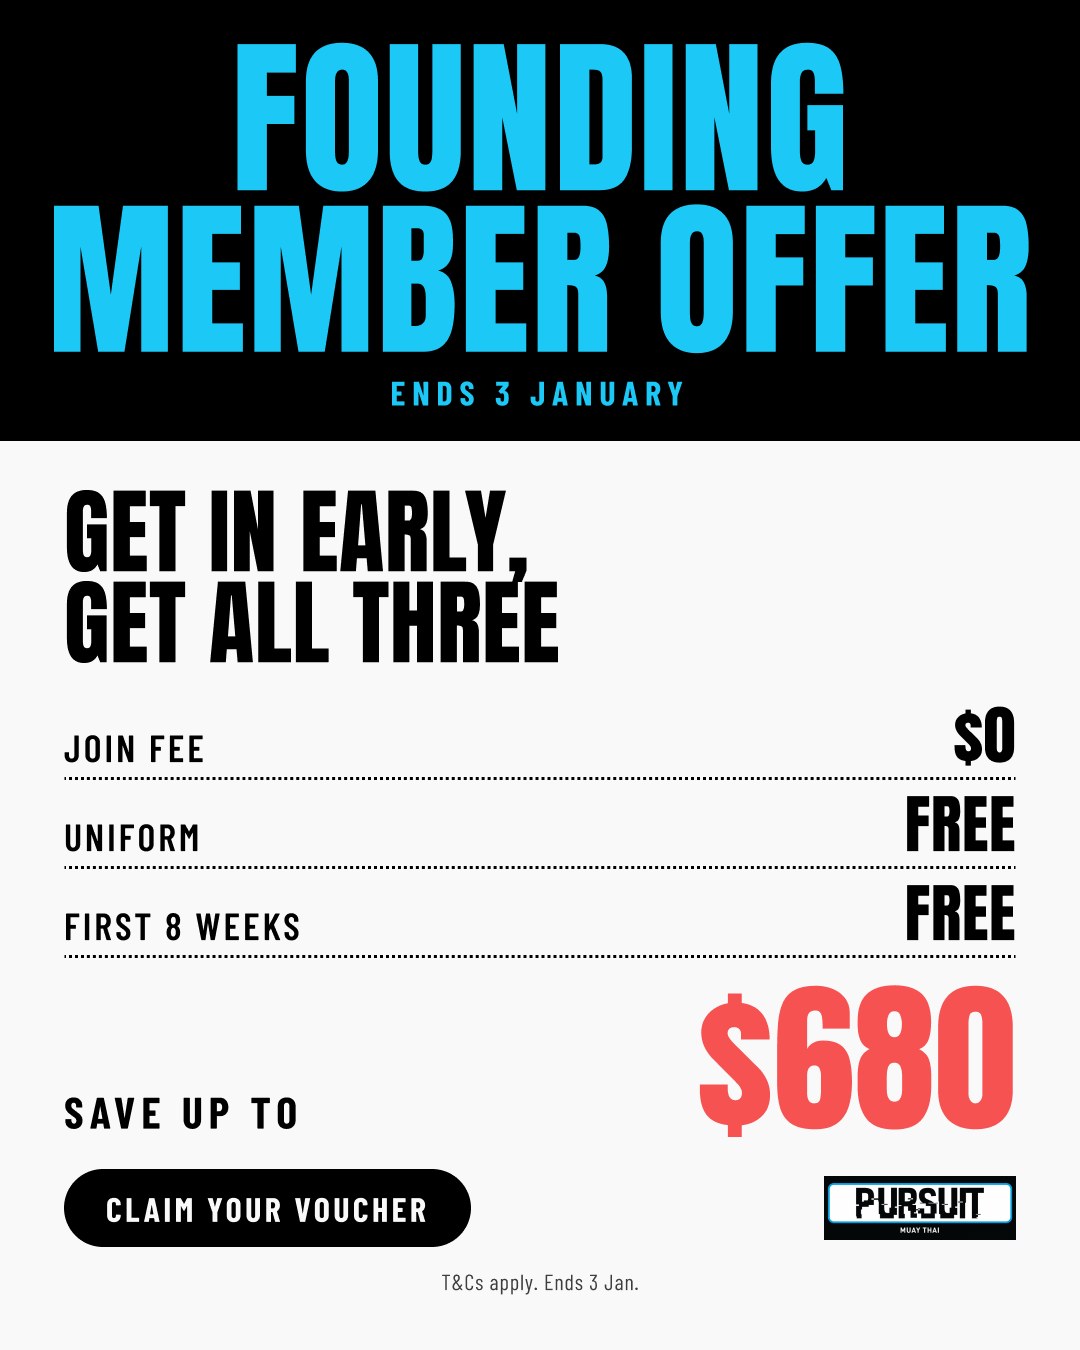 FOUNDING
MEMBER OFFER
ENDS 3 JANUARY
GET IN EARLY,
GET ALL THREE
JOIN FEE $0
UNIFORM FREE
FIRST 8 WEEKS FREE
SAVE UP TO $680
CLAIM YOUR VOUCHER
PURSUIT
MUAY THAI
T&Cs apply. Ends 3 Jan.